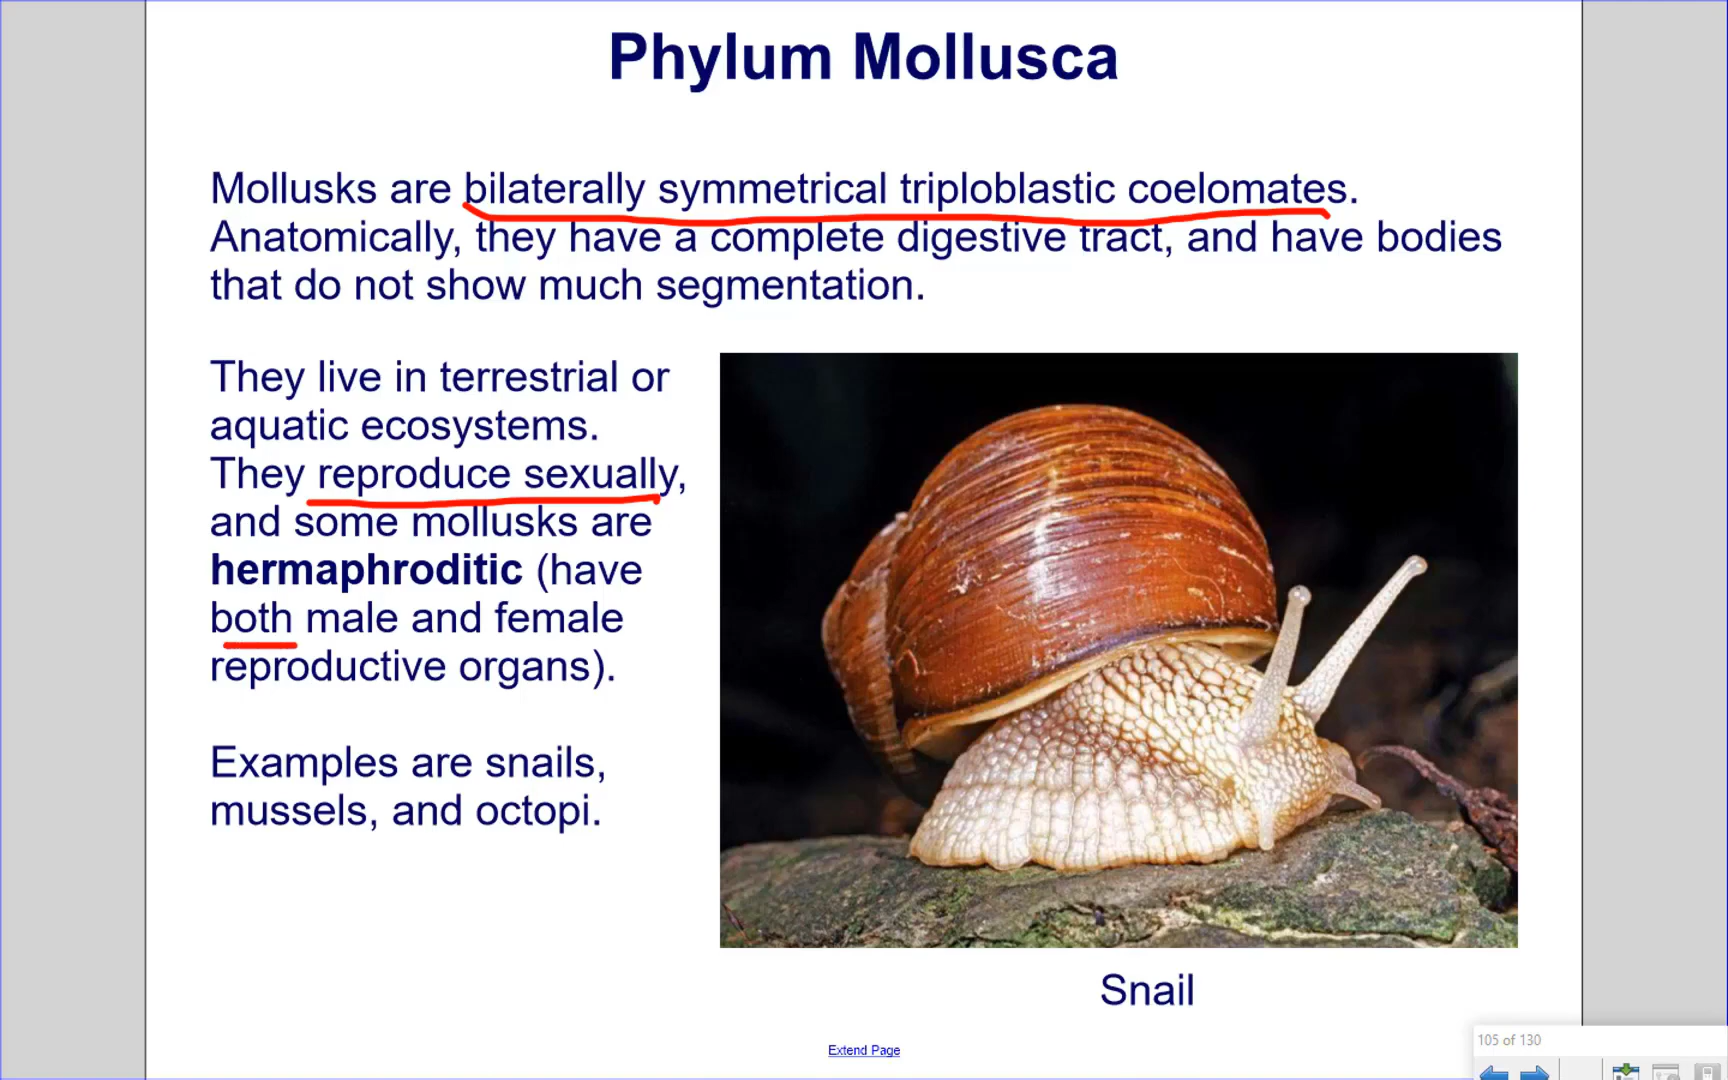 Phylum Mollusca
Mollusks are bilaterally symmetrical triploblastic coelomates.
Anatomically, they have a complete digestive tract, and have bodies
that do not show much segmentation.
They live in terrestrial or
aquatic ecosystems.
They reproduce sexually,
and some mollusks are
hermaphroditic (have
both male and female
reproductive organs).
Examples are snails,
mussels, and octopi.
Snail
Extend Page
105 of 130